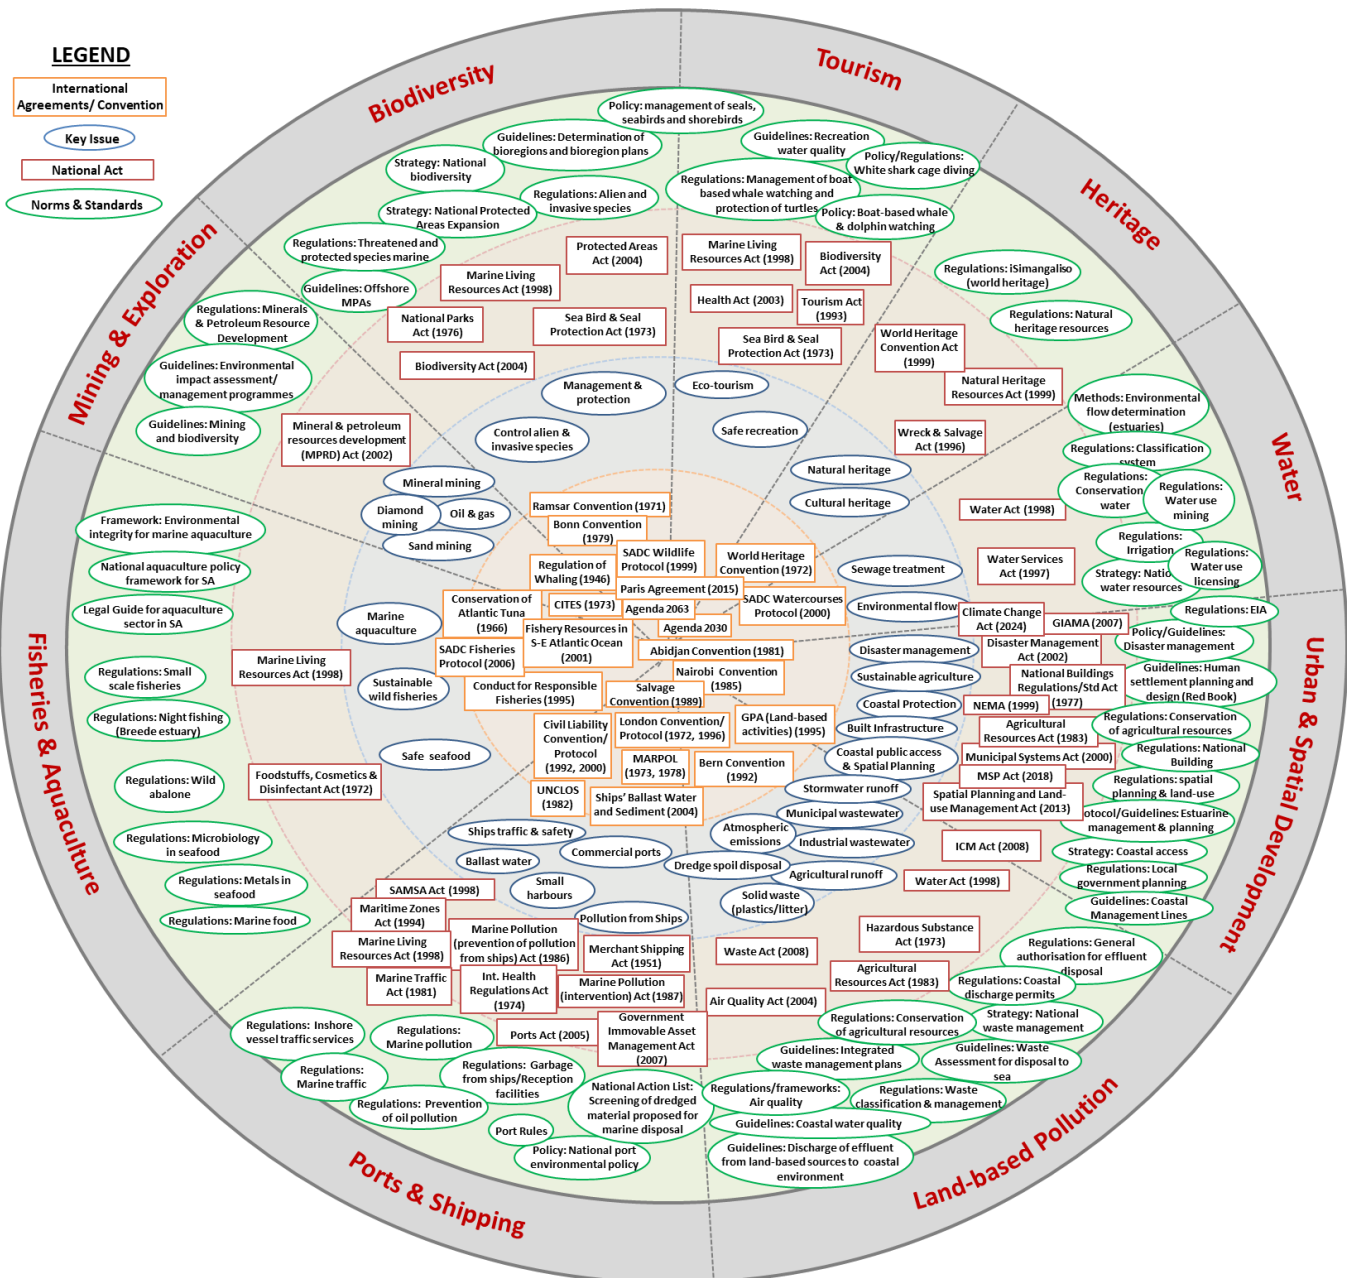 LEGEND
International
Agreements/ Convention
Key Issue
National Act
Norms & Standards
Biodiversity
Tourism
Heritage
Water
Urban & Spatial Development
Land-based Pollution
Ports & Shipping
Fisheries & Aquaculture
Mining & Exploration
Policy: management of seals,
seabirds and shorebirds
Guidelines: Determination of
bioregions and bioregion plans
Strategy: National
biodiversity
Regulations: Alien and
invasive species
Strategy: National Protected
Areas Expansion
Regulations: Threatened and
protected species marine
Guidelines: Offshore
MPAs
Protected Areas
Act (2004)
Marine Living
Resources Act (1998)
National Parks
Act (1976)
Sea Bird & Seal
Protection Act (1973)
Biodiversity Act (2004)
Management &
protection
Control alien &
invasive species
Guidelines: Recreation
water quality
Policy/Regulations:
White shark cage diving
Regulations: Management of boat
based whale watching and
protection of turtles
Policy: Boat-based whale
& dolphin watching
Marine Living
Resources Act (1998)
Biodiversity
Act (2004)
Health Act (2003)
Tourism Act
(1993)
Sea Bird & Seal
Protection Act (1973)
Eco-tourism
Safe recreation
Regulations: iSimangaliso
(world heritage)
Regulations: Natural
heritage resources
World Heritage
Convention Act
(1999)
Natural Heritage
Resources Act (1999)
Wreck & Salvage
Act (1996)
Natural heritage
Cultural heritage
Methods: Environmental
flow determination
(estuaries)
Regulations: Classification
system
Regulations:
Conservation
water
Regulations:
Water use
mining
Regulations:
Irrigation
Regulations:
Water use
licensing
Strategy: Natio
water resources
Water Act (1998)
Water Services
Act (1997)
Sewage treatment
Environmental flow
Regulations: EIA
Policy/Guidelines:
Disaster management
Guidelines: Human
settlement planning and
design (Red Book)
Regulations: Conservation
of agricultural resources
Regulations: National
Building
Regulations: spatial
planning & land-use
otocol/Guidelines: Estuarine
management & planning
Strategy: Coastal access
Regulations: Local
government planning
Guidelines: Coastal
Management Lines
Climate Change
Act (2024)
GIAMA (2007)
Disaster Management
Act (2002)
National Buildings
Regulations/Std Act
(1977)
NEMA (1999)
Agricultural
Resources Act (1983)
Municipal Systems Act (2000)
MSP Act (2018)
Spatial Planning and Land-
use Management Act (2013)
Disaster management
Sustainable agriculture
Coastal Protection
Built Infrastructure
Coastal public access
& Spatial Planning
Stormwater runoff
Municipal wastewater
Atmospheric
emissions
Industrial wastewater
Dredge spoil disposal
Agricultural runoff
Solid waste
(plastics/litter)
ICM Act (2008)
Water Act (1998)
Hazardous Substance
Act (1973)
Waste Act (2008)
Agricultural
Resources Act (1983)
Air Quality Act (2004)
Regulations: General
authorisation for effluent
disposal
Regulations: Coastal
discharge permits
Strategy: National
waste management
Regulations: Conservation
of agricultural resources
Guidelines: Integrated
waste management plans
Guidelines: Waste
Assessment for disposal to
sea
Regulations/frameworks:
Air quality
Regulations: Waste
classification & management
Guidelines: Coastal water quality
Guidelines: Discharge of effluent
from land-based sources to coastal
environment
Ships traffic & safety
Ballast water
Commercial ports
Small
harbours
Pollution from Ships
SAMSA Act (1998)
Maritime Zones
Act (1994)
Marine Living
Resources Act (1998)
Marine Pollution
(prevention of pollution
from ships) Act (1986)
Merchant Shipping
Act (1951)
Marine Traffic
Act (1981)
Int. Health
Regulations Act
(1974)
Marine Pollution
(intervention) Act (1987)
Ports Act (2005)
Government
Immovable Asset
Management Act
(2007)
Regulations: Inshore
vessel traffic services
Regulations:
Marine pollution
Regulations:
Marine traffic
Regulations: Garbage
from ships/Reception
facilities
Regulations: Prevention
of oil pollution
National Action List:
Screening of dredged
material proposed for
marine disposal
Port Rules
Policy: National port
environmental policy
Framework: Environmental
integrity for marine aquaculture
National aquaculture policy
framework for SA
Legal Guide for aquaculture
sector in SA
Regulations: Small
scale fisheries
Regulations: Night fishing
(Breede estuary)
Regulations: Wild
abalone
Regulations: Microbiology
in seafood
Regulations: Metals in
seafood
Regulations: Marine food
Marine Living
Resources Act (1998)
Foodstuffs, Cosmetics &
Disinfectant Act (1972)
Marine
aquaculture
Sustainable
wild fisheries
Safe seafood
Regulations: Minerals
& Petroleum Resource
Development
Guidelines: Environmental
impact assessment/
management programmes
Guidelines: Mining
and biodiversity
Mineral & petroleum
resources development
(MPRD) Act (2002)
Mineral mining
Diamond
mining
Oil & gas
Sand mining
Ramsar Convention (1971)
Bonn Convention
(1979)
SADC Wildlife
Protocol (1999)
World Heritage
Convention (1972)
Regulation of
Whaling (1946)
Paris Agreement (2015)
CITES (1973)
Agenda 2063
SADC Watercourses
Protocol (2000)
Conservation of
Atlantic Tuna
(1966)
Agenda 2030
Fishery Resources in
S-E Atlantic Ocean
(2001)
Abidjan Convention (1981)
SADC Fisheries
Protocol (2006)
Nairobi Convention
(1985)
Conduct for Responsible
Fisheries (1995)
Salvage
Convention (1989)
Civil Liability
Convention/
Protocol
(1992, 2000)
London Convention/
Protocol (1972, 1996)
GPA (Land-based
activities) (1995)
MARPOL
(1973, 1978)
Bern Convention
(1992)
UNCLOS
(1982)
Ships' Ballast Water
and Sediment (2004)